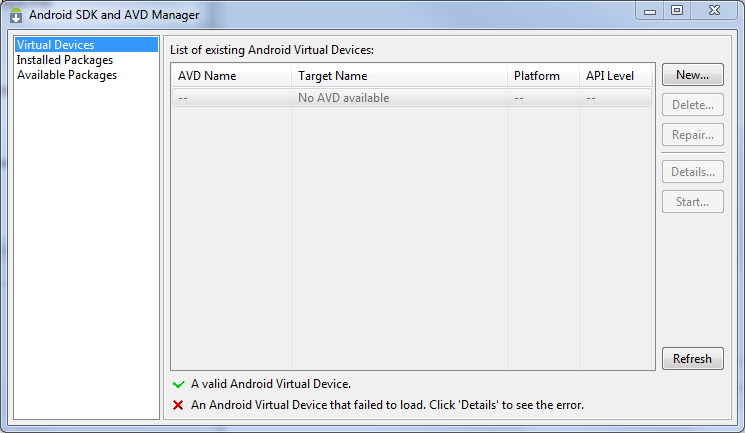 Android SDK and AVD Manager
Virtual Devices
Installed Packages
Available Packages
List of existing Android Virtual Devices:
AVD Name Target Name Platform API Level
-- No AVD available -- --
New...
Delete...
Repair...
Details...
Start...
Refresh
A valid Android Virtual Device.
An Android Virtual Device that failed to load. Click 'Details' to see the error.